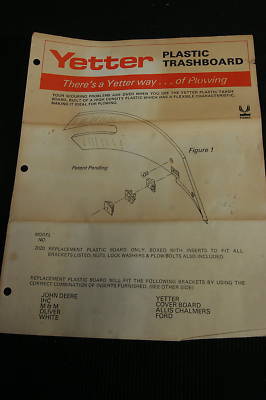 Yetter PLASTIC TRASHBOARD
There's a Yetter way...of Plowing
YOUR SCOURING PROBLEMS ARE OVER WHEN YOU USE THE YETTER PLASTIC TRASH
BOARD. BUILT OF A HIGH DENSITY PLASTIC WHICH HAS A FLEXIBLE CHARACTERISTIC,
MAKING IT IDEAL FOR PLOWING.
Figure 1
Patent Pending
MODEL
NO.
2020 REPLACEMENT PLASTIC BOARD ONLY, BOXED WITH INSERTS TO FIT ALL
BRACKETS LISTED, NUTS, LOCK WASHERS & PLOW BOLTS ALSO INCLUDED.
REPLACEMENT PLASTIC BOARD WILL FIT THE FOLLOWING BRACKETS BY USING THE
CORRECT COMBINATION OF INSERTS FURNISHED. (SEE OTHER SIDE)
JOHN DEERE
IHC
M & M
OLIVER
WHITE
YETTER
COVER BOARD
ALLIS CHALMERS
FORD